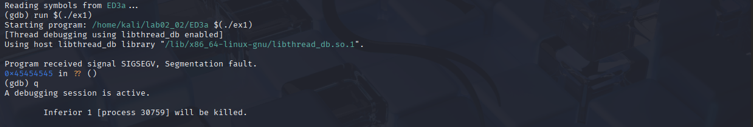 Reading symbols from ED3a...
(gdb) run $(./ex1)
Starting program: /home/kali/lab02_02/ED3a $(./ex1)
[Thread debugging using libthread_db enabled]
Using host libthread_db library "/lib/x86_64-linux-gnu/libthread_db.so.1".
Program received signal SIGSEGV, Segmentation fault.
0×45454545 in ?? ()
(gdb) q
A debugging session is active.
Inferior 1 [process 30759] will be killed.